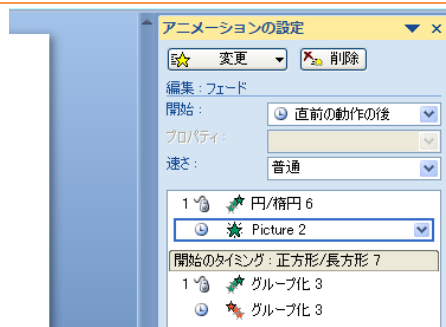 アニメーションの設定
変更 削除
編集 : フェード
開始 : 直前の動作の後
プロパティ :
速さ : 普通
1 円/楕円 6
Picture 2
開始のタイミング : 正方形/長方形 7
1 グループ化 3
グループ化 3